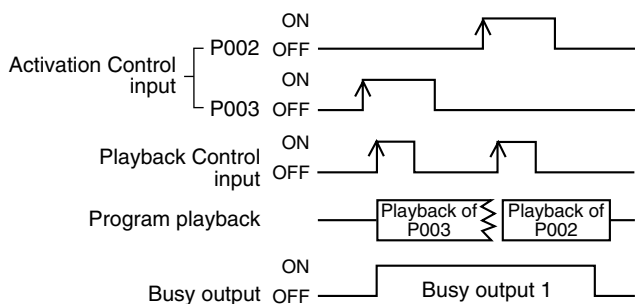 ON
P002 OFF
Activation Control
input
ON
P003 OFF
ON
Playback Control
input
OFF
Program playback
Playback of
P003
Playback of
P002
ON
Busy output OFF
Busy output 1